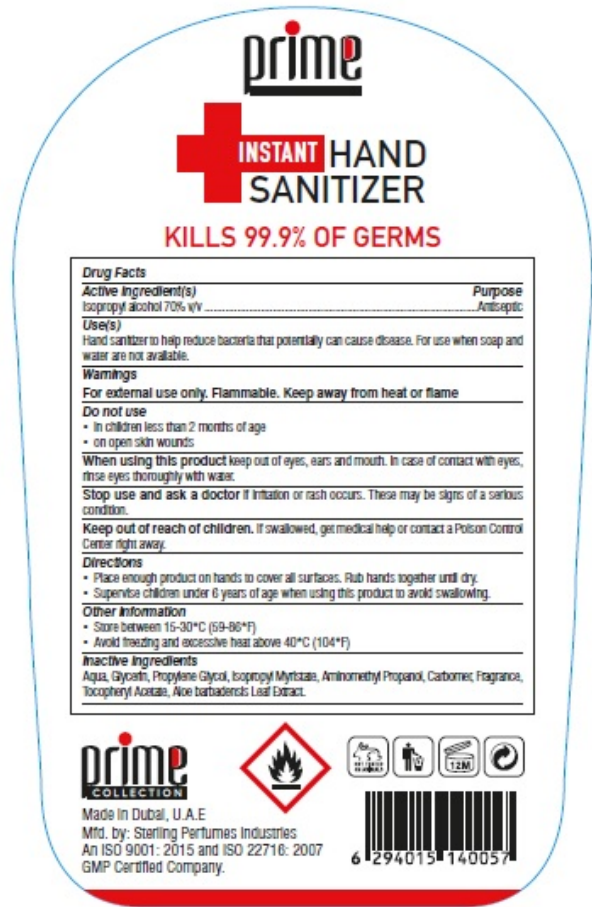 prime
INSTANT HAND
SANITIZER
KILLS 99.9% OF GERMS
Drug Facts
Active Ingredient(s) Purpose
Isopropyl alcohol 70% v/v ........ Antiseptic
Use(s)
Hand sanitizer to help reduce bacteria that potentially can cause disease. For use when soap and
water are not available.
Warnings
For external use only. Flammable. Keep away from heat or flame
Do not use
• in children less than 2 months of age
• on open skin wounds
When using this product keep out of eyes, ears and mouth. In case of contact with eyes,
rinse eyes thoroughly with water.
Stop use and ask a doctor if irritation or rash occurs. These may be signs of a serious
condition.
Keep out of reach of children. If swallowed, get medical help or contact a Poison Control
Center right away.
Directions
• Place enough product on hands to cover all surfaces. Rub hands together until dry.
• Supervise children under 6 years of age when using this product to avoid swallowing.
Other information
• Store between 15-30°C (59-86°F)
• Avoid freezing and excessive heat above 40°C (104°F)
Inactive ingredients
Aqua, Glycerin, Propylene Glycol, Isopropyl Myristate, Aminomethyl Propanol, Carbomer, Fragrance,
Tocopheryl Acetate, Aloe barbadensis Leaf Extract.
prime
COLLECTION
12M
Made in Dubai, U.A.E
Mfd. by: Sterling Perfumes Industries
An ISO 9001: 2015 and ISO 22716: 2007
GMP Certified Company.
6 294015 140057